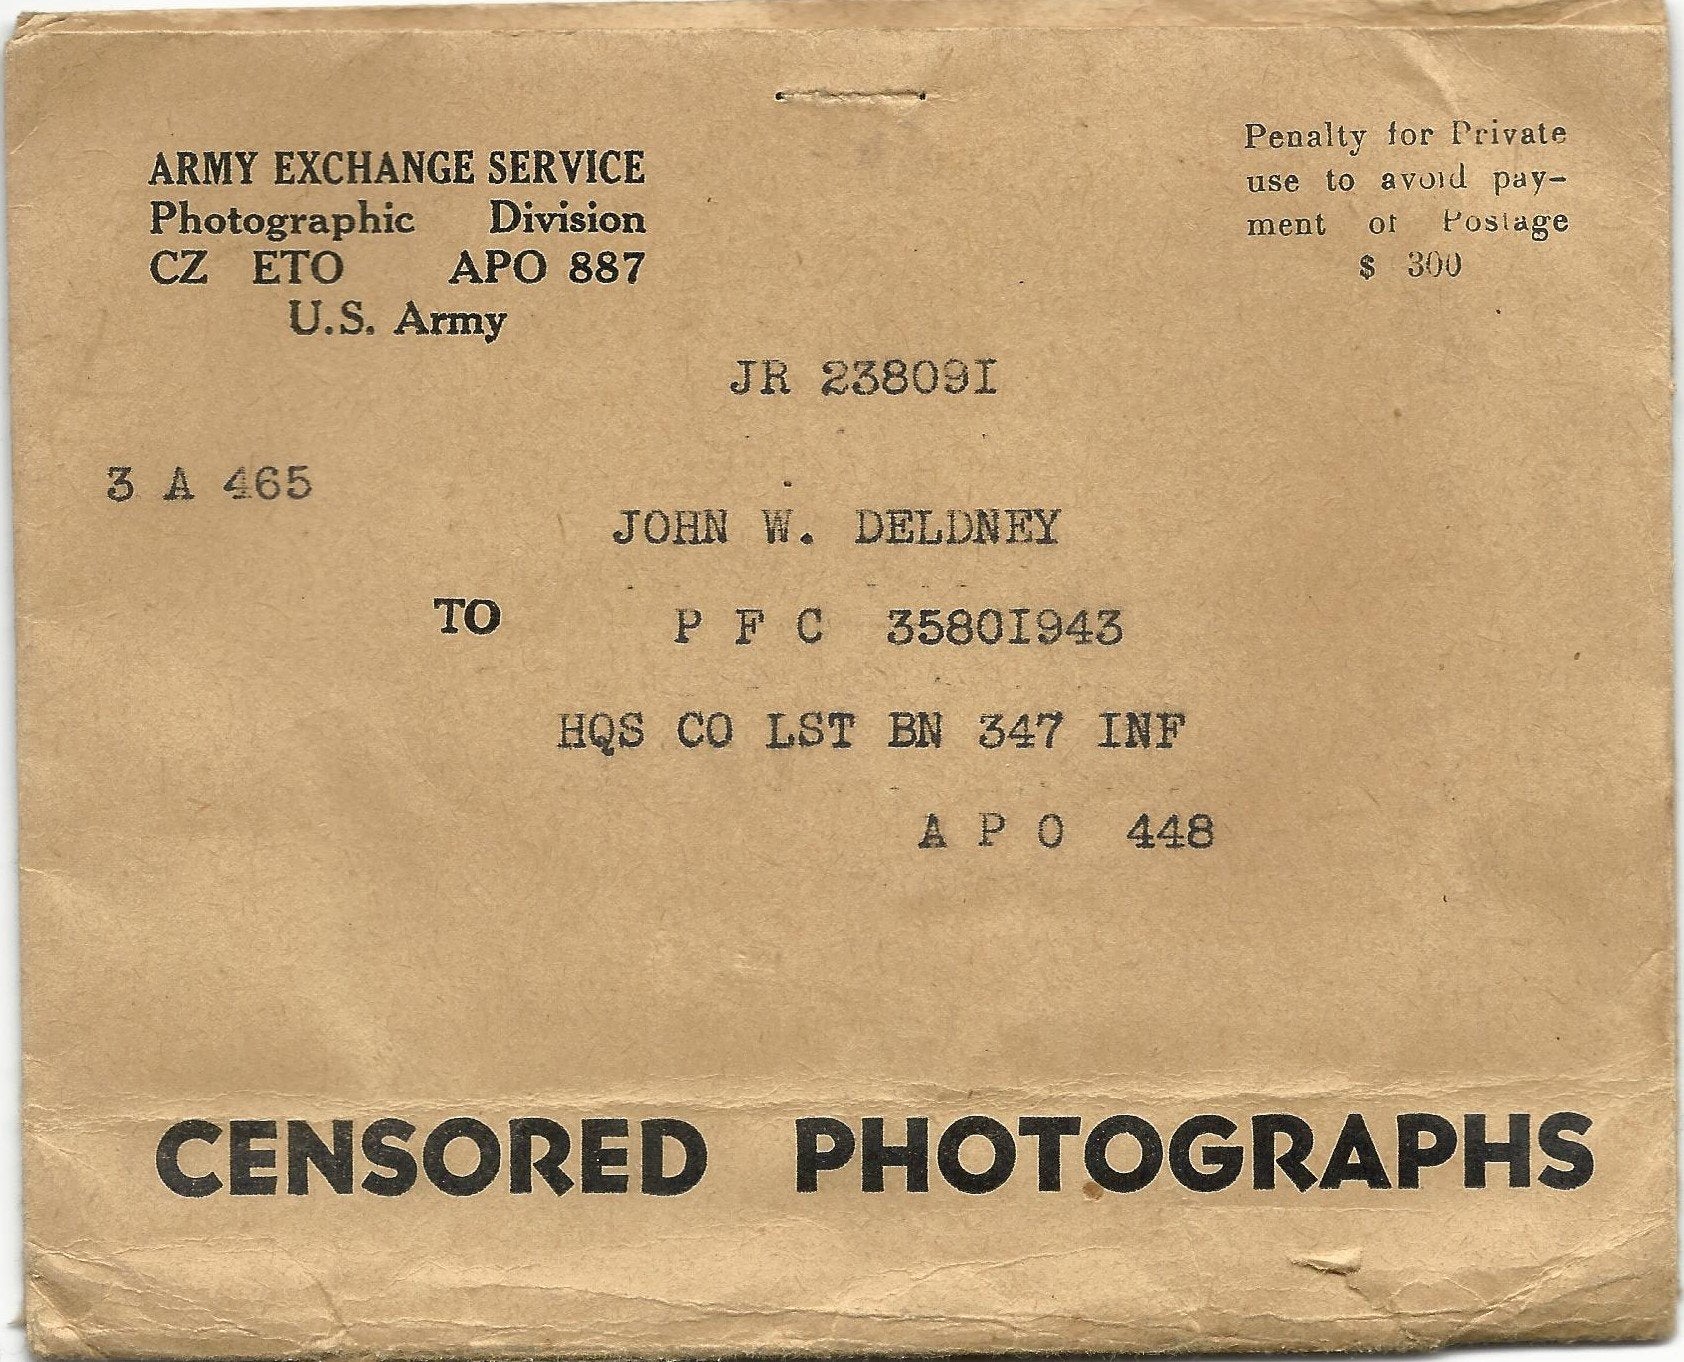 ARMY EXCHANGE SERVICE
Photographic Division
CZ ETO APO 887
U.S. Army
Penalty for Private
use to avoid pay-
ment of Postage
$ 300
JR 238091
3 A 465
JOHN W. DELDNEY
TO P F C 35801943
HQS CO LST BN 347 INF
A P O 448
CENSORED PHOTOGRAPHS